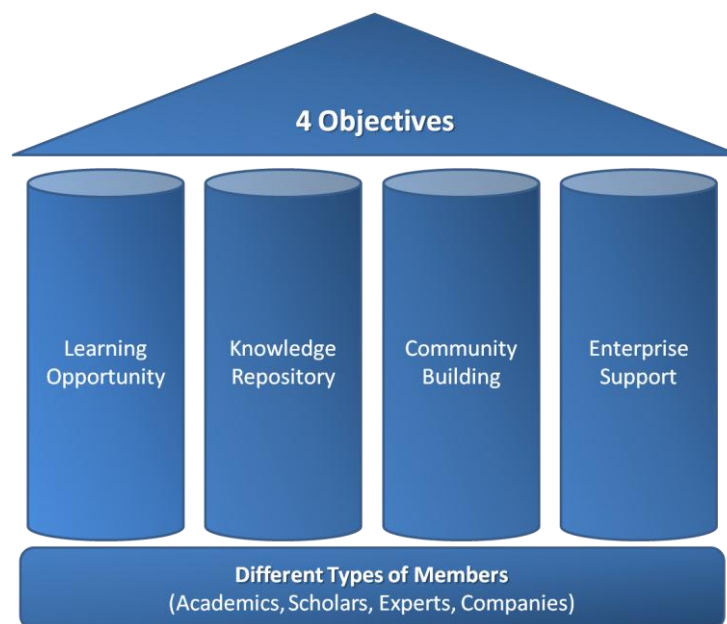 4 Objectives
Learning
Opportunity
Knowledge
Repository
Community
Building
Enterprise
Support
Different Types of Members
(Academics, Scholars, Experts, Companies)